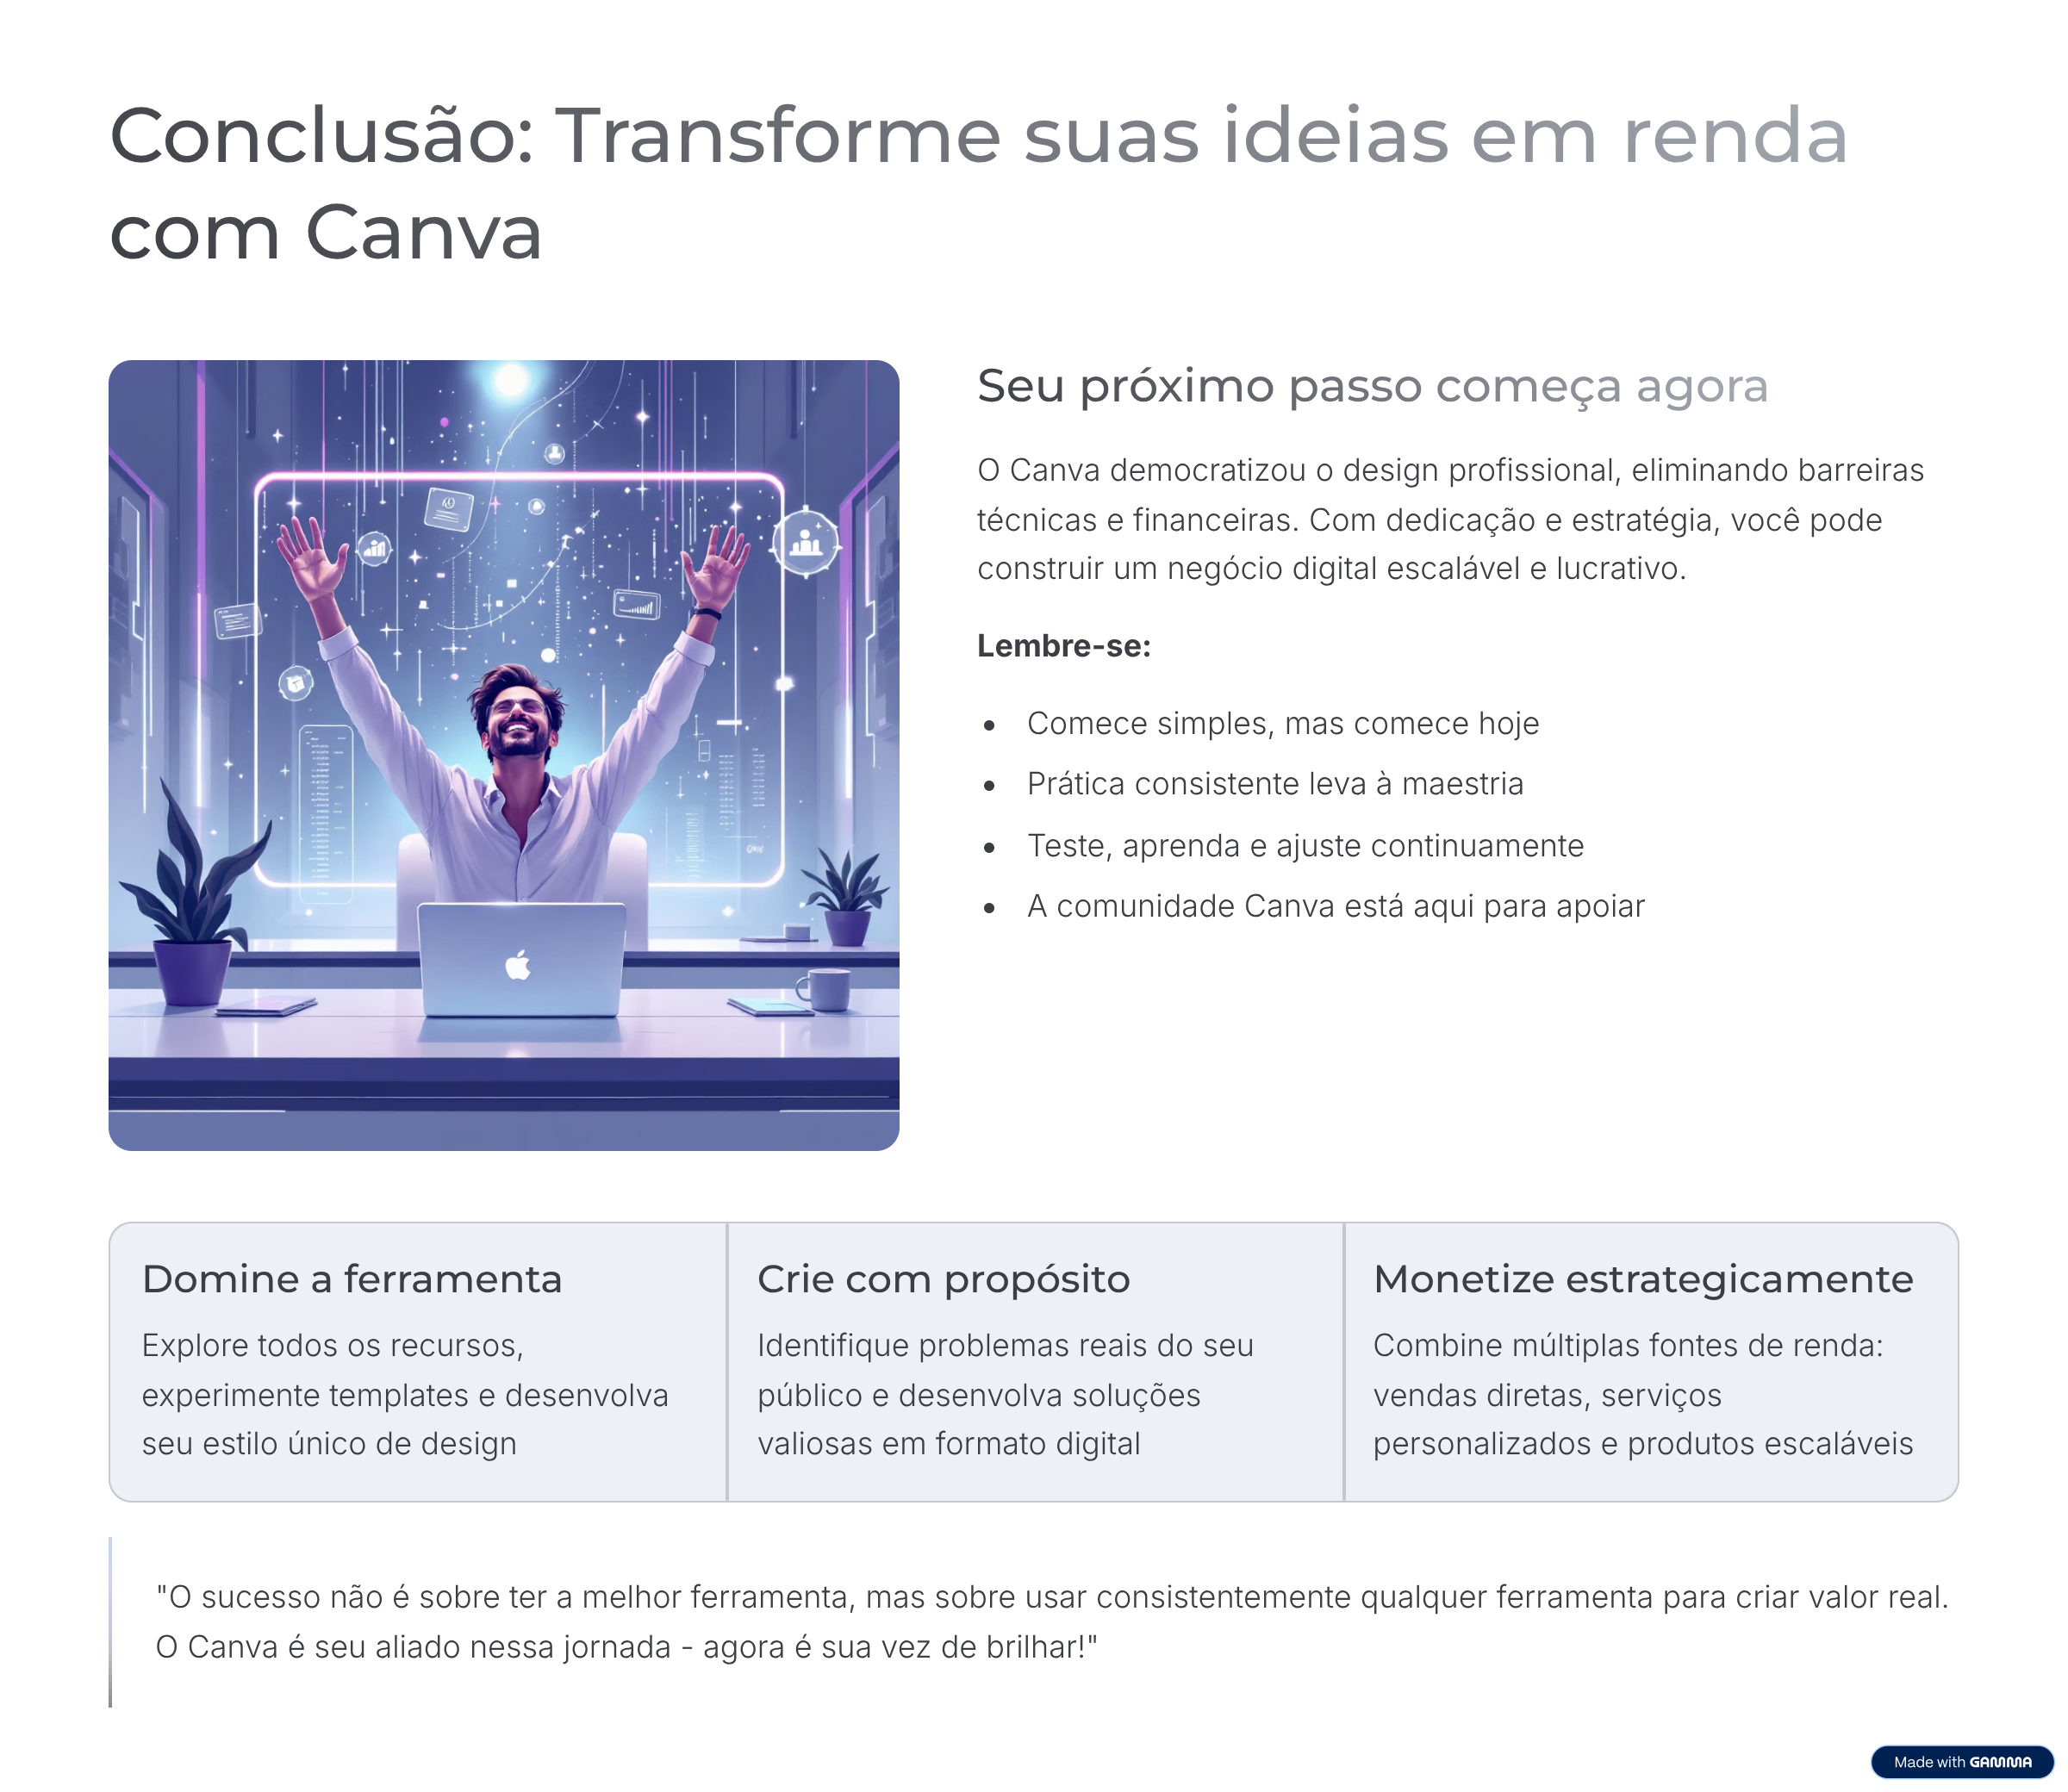 Conclusão: Transforme suas ideias em renda
com Canva
Seu próximo passo começa agora
O Canva democratizou o design profissional, eliminando barreiras
técnicas e financeiras. Com dedicação e estratégia, você pode
construir um negócio digital escalável e lucrativo.
Lembre-se:
• Comece simples, mas comece hoje
• Prática consistente leva à maestria
• Teste, aprenda e ajuste continuamente
• A comunidade Canva está aqui para apoiar
Domine a ferramenta
Explore todos os recursos,
experimente templates e desenvolva
seu estilo único de design
Crie com propósito
Identifique problemas reais do seu
público e desenvolva soluções
valiosas em formato digital
Monetize estrategicamente
Combine múltiplas fontes de renda:
vendas diretas, serviços
personalizados e produtos escaláveis
"O sucesso não é sobre ter a melhor ferramenta, mas sobre usar consistentemente qualquer ferramenta para criar valor real.
O Canva é seu aliado nessa jornada - agora é sua vez de brilhar!"
Made with GAMMA